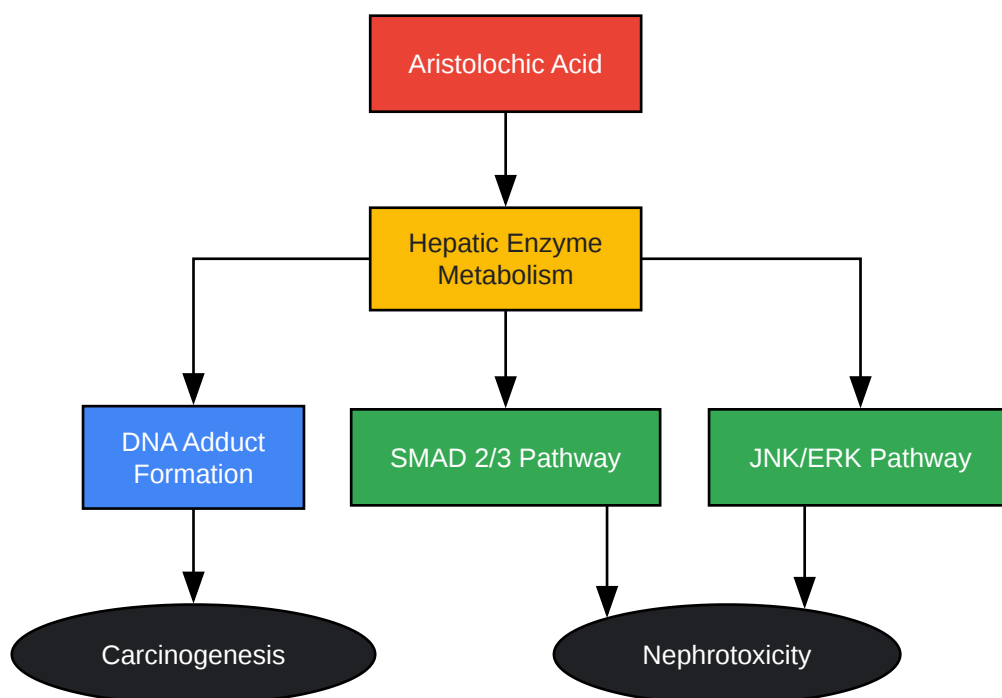 Aristolochic Acid
Hepatic Enzyme
Metabolism
DNA Adduct
Formation
SMAD 2/3 Pathway
JNK/ERK Pathway
Carcinogenesis
Nephrotoxicity